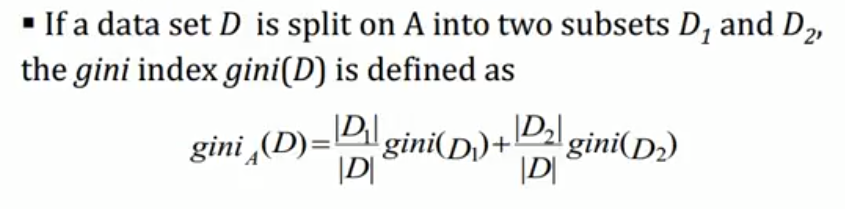 ▪ If a data set D is split on A into two subsets D₁ and D₂,
the gini index gini(D) is defined as
gini_A(D)=|D₁|/|D| gini(D₁)+|D₂|/|D| gini(D₂)